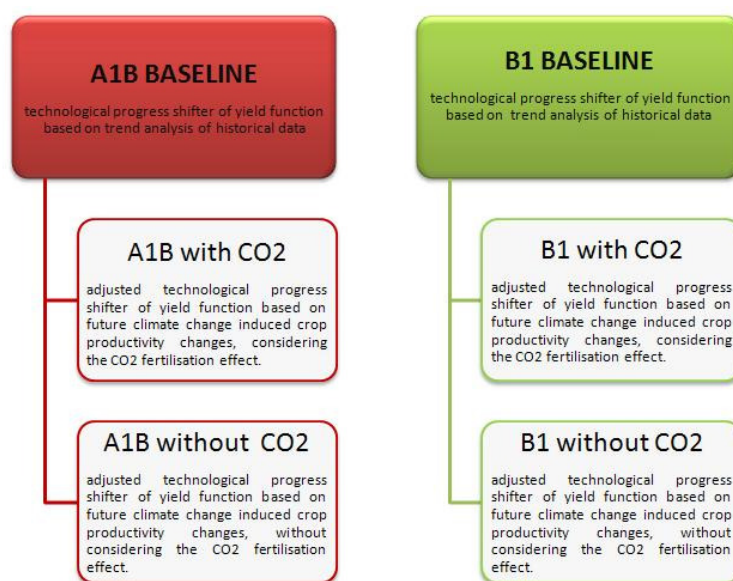 A1B BASELINE
technological progress shifter of yield function
based on trend analysis of historical data
A1B with CO2
adjusted technological progress
shifter of yield function based on
future climate change induced crop
productivity changes, considering
the CO2 fertilisation effect.
A1B without CO2
adjusted technological progress
shifter of yield function based on
future climate change induced crop
productivity changes, without
considering the CO2 fertilisation
effect.
B1 BASELINE
technological progress shifter of yield function
based on trend analysis of historical data
B1 with CO2
adjusted technological progress
shifter of yield function based on
future climate change induced crop
productivity changes, considering
the CO2 fertilisation effect.
B1 without CO2
adjusted technological progress
shifter of yield function based on
future climate change induced crop
productivity changes, without
considering the CO2 fertilisation
effect.